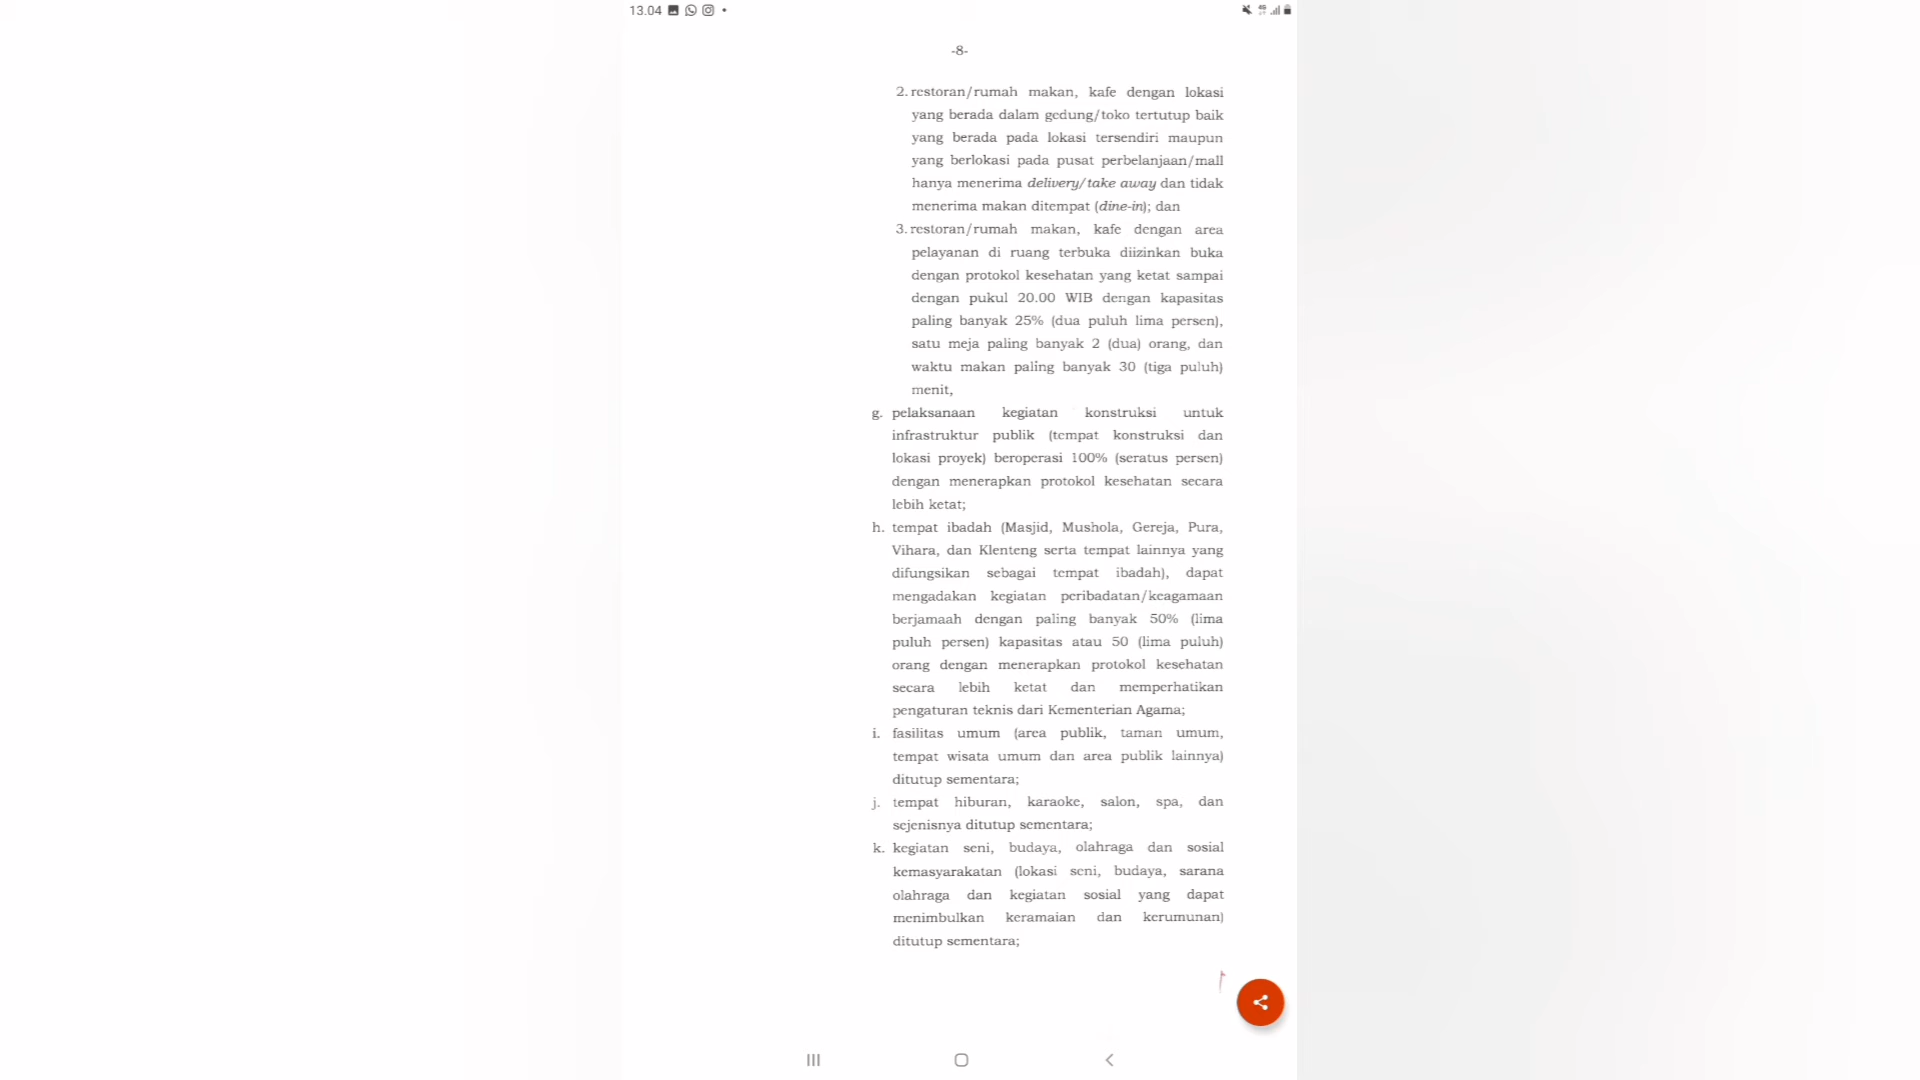 13.04
-8-
2. restoran/rumah makan, kafe dengan lokasi
yang berada dalam gedung/toko tertutup baik
yang berada pada lokasi tersendiri maupun
yang berlokasi pada pusat perbelanjaan/mall
hanya menerima delivery/take away dan tidak
menerima makan ditempat (dine-in); dan
3. restoran/rumah makan, kafe dengan area
pelayanan di ruang terbuka diizinkan buka
dengan protokol kesehatan yang ketat sampai
dengan pukul 20.00 WIB dengan kapasitas
paling banyak 25% (dua puluh lima persen),
satu meja paling banyak 2 (dua) orang, dan
waktu makan paling banyak 30 (tiga puluh)
menit,
g. pelaksanaan kegiatan konstruksi untuk
infrastruktur publik (tempat konstruksi dan
lokasi proyek) beroperasi 100% (seratus persen)
dengan menerapkan protokol kesehatan secara
lebih ketat;
h. tempat ibadah (Masjid, Mushola, Gereja, Pura,
Vihara, dan Klenteng serta tempat lainnya yang
difungsikan sebagai tempat ibadah), dapat
mengadakan kegiatan peribadatan/keagamaan
berjamaah dengan paling banyak 50% (lima
puluh persen) kapasitas atau 50 (lima puluh)
orang dengan menerapkan protokol kesehatan
secara lebih ketat dan memperhatikan
pengaturan teknis dari Kementerian Agama;
i. fasilitas umum (area publik, taman umum,
tempat wisata umum dan area publik lainnya)
ditutup sementara;
j. tempat hiburan, karaoke, salon, spa, dan
sejenisnya ditutup sementara;
k. kegiatan seni, budaya, olahraga dan sosial
kemasyarakatan (lokasi seni, budaya, sarana
olahraga dan kegiatan sosial yang dapat
menimbulkan keramaian dan kerumunan)
ditutup sementara;